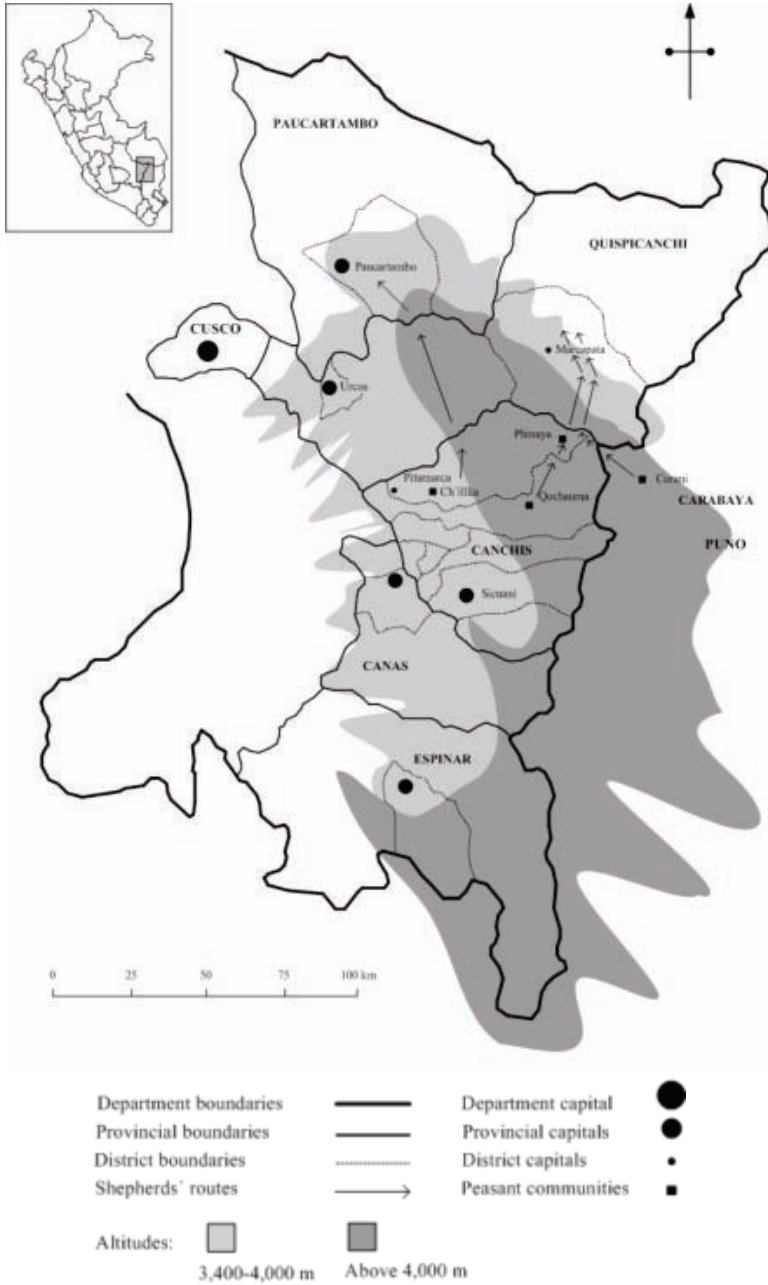 PAUCARTAMBO
QUISPICANCHI
Paucartambo
CUSCO
Marcapata
Urcos
Phinaya
Pitumarca
Ch'illka
Qochauma
Corani
CARABAYA
PUNO
CANCHIS
Sicuani
CANAS
ESPINAR
0 25 50 75 100 km
Department boundaries
Department capital
Provincial boundaries
Provincial capitals
District boundaries
District capitals
Shepherds´ routes
Peasant communities
Altitudes:
3,400-4,000 m
Above 4,000 m